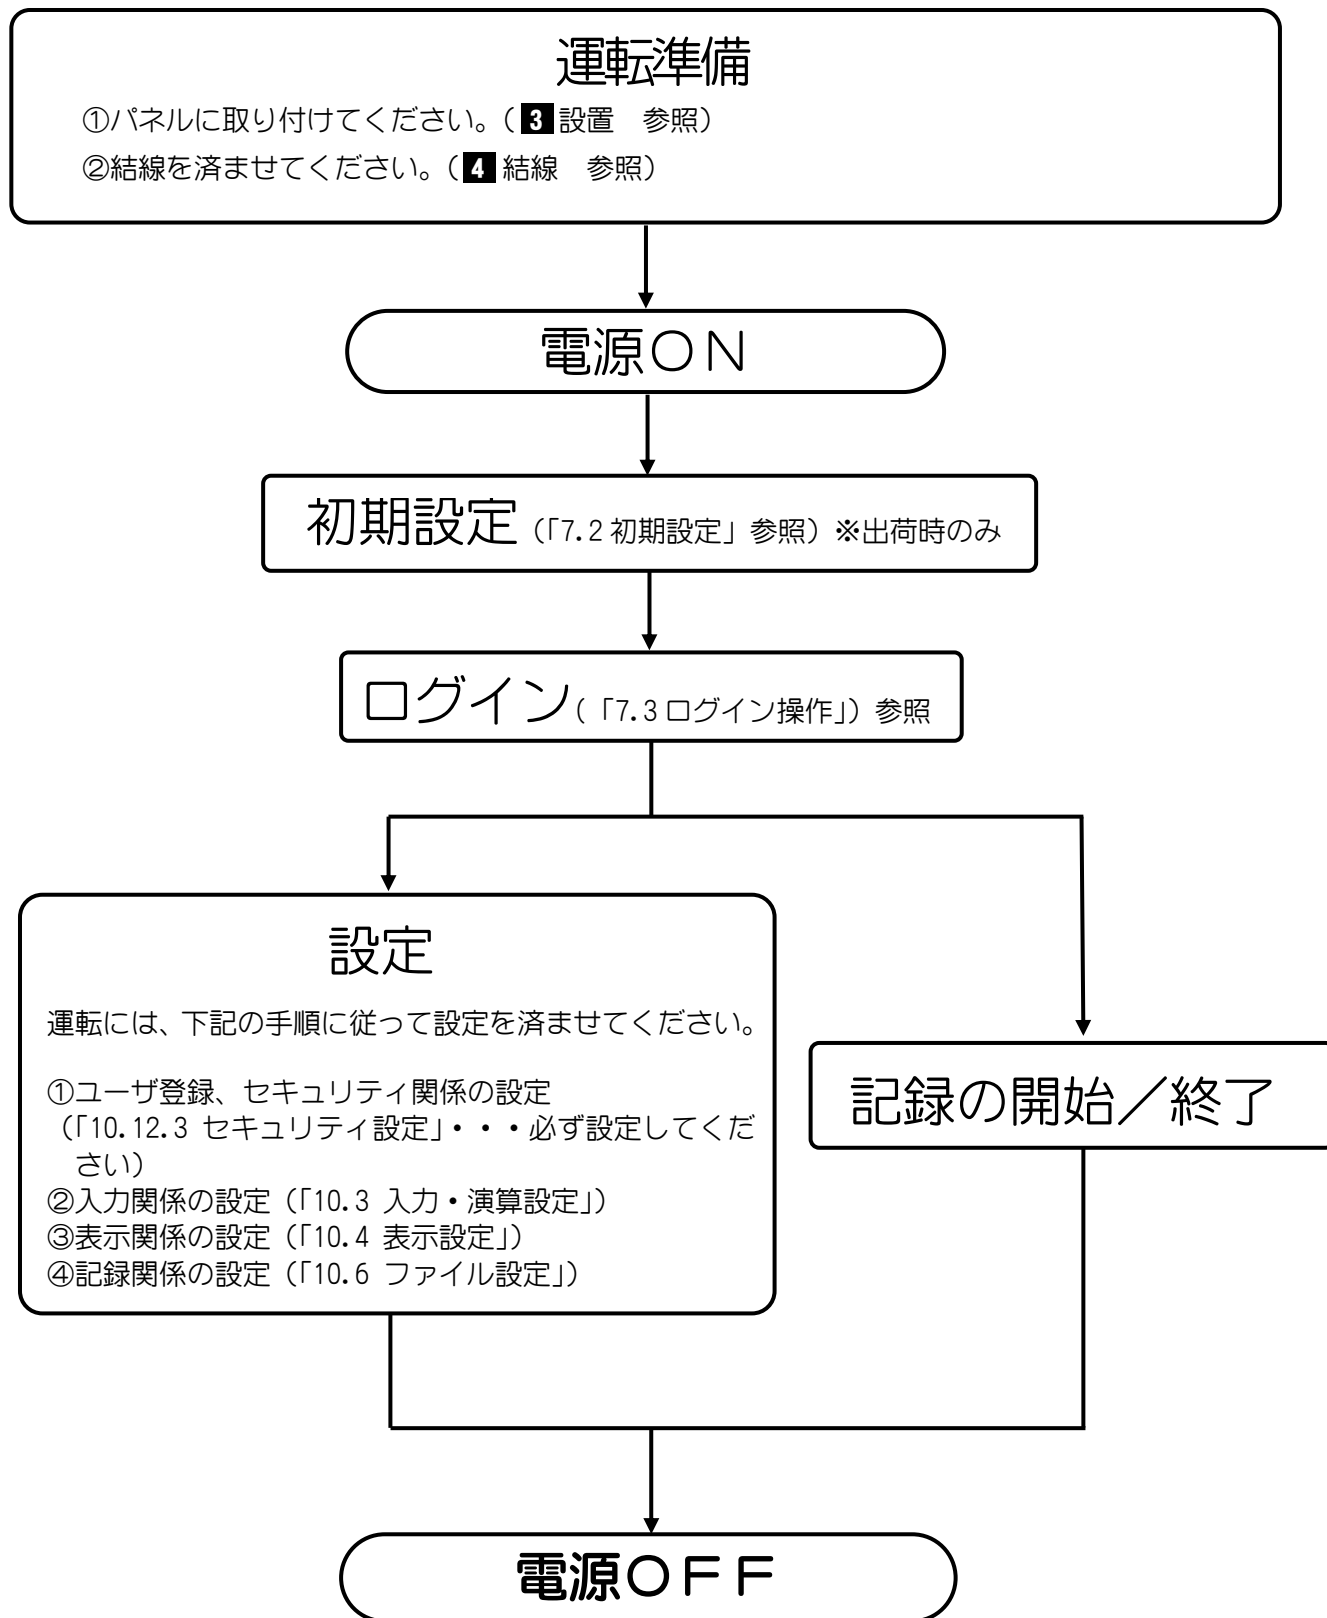 運転準備
①パネルに取り付けてください。(3 設置　参照)
②結線を済ませてください。(4 結線　参照)
電源ＯＮ
初期設定（「7.2 初期設定」参照）※出荷時のみ
ログイン(「7.3 ログイン操作」）参照
設定
運転には、下記の手順に従って設定を済ませてください。
①ユーザ登録、セキュリティ関係の設定
（「10.12.3 セキュリティ設定」・・・必ず設定してくだ
さい）
②入力関係の設定（「10.3 入力・演算設定」）
③表示関係の設定（「10.4 表示設定」）
④記録関係の設定（「10.6 ファイル設定」）
記録の開始／終了
電源ＯＦＦ